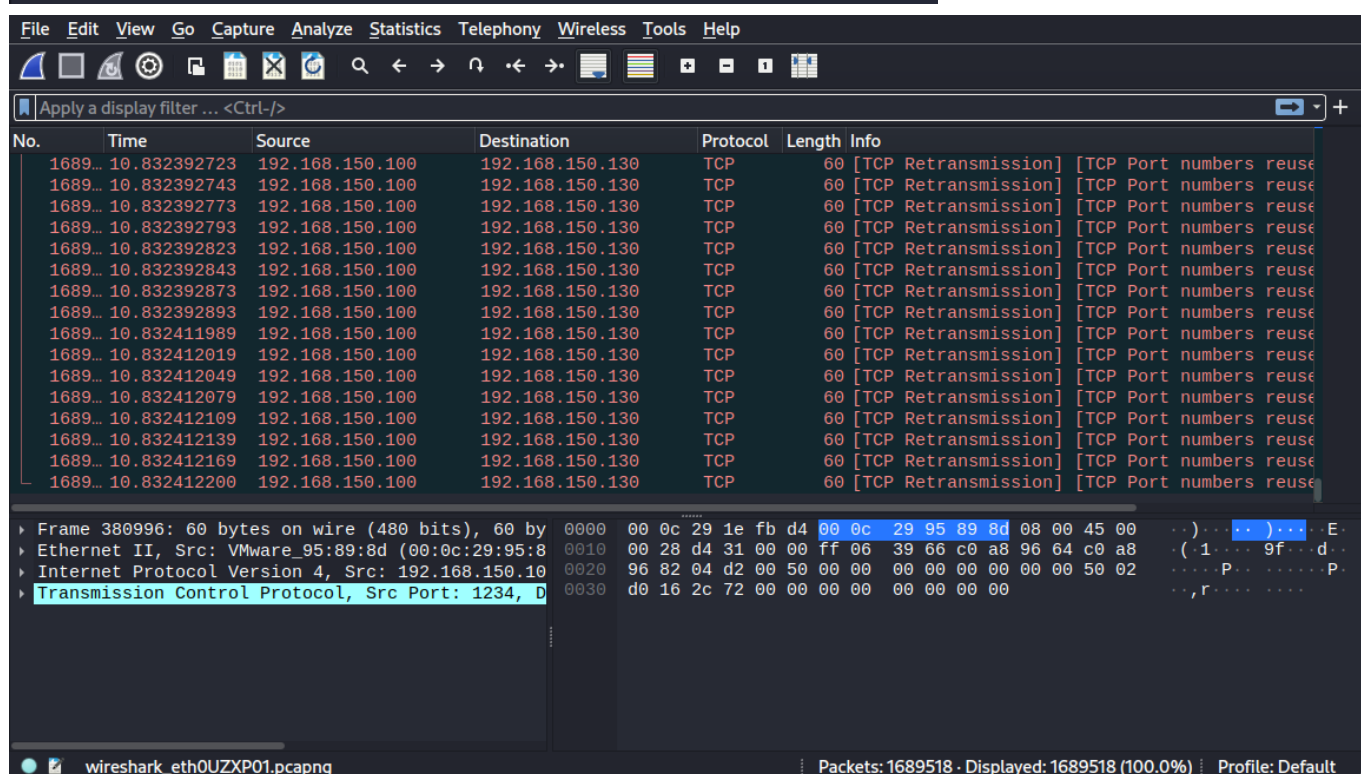 File Edit View Go Capture Analyze Statistics Telephony Wireless Tools Help
Apply a display filter … <Ctrl-/>
No. Time Source Destination Protocol Length Info
1689… 10.832392723 192.168.150.100 192.168.150.130 TCP 60 [TCP Retransmission] [TCP Port numbers reuse
1689… 10.832392743 192.168.150.100 192.168.150.130 TCP 60 [TCP Retransmission] [TCP Port numbers reuse
1689… 10.832392773 192.168.150.100 192.168.150.130 TCP 60 [TCP Retransmission] [TCP Port numbers reuse
1689… 10.832392793 192.168.150.100 192.168.150.130 TCP 60 [TCP Retransmission] [TCP Port numbers reuse
1689… 10.832392823 192.168.150.100 192.168.150.130 TCP 60 [TCP Retransmission] [TCP Port numbers reuse
1689… 10.832392843 192.168.150.100 192.168.150.130 TCP 60 [TCP Retransmission] [TCP Port numbers reuse
1689… 10.832392873 192.168.150.100 192.168.150.130 TCP 60 [TCP Retransmission] [TCP Port numbers reuse
1689… 10.832392893 192.168.150.100 192.168.150.130 TCP 60 [TCP Retransmission] [TCP Port numbers reuse
1689… 10.832411989 192.168.150.100 192.168.150.130 TCP 60 [TCP Retransmission] [TCP Port numbers reuse
1689… 10.832412019 192.168.150.100 192.168.150.130 TCP 60 [TCP Retransmission] [TCP Port numbers reuse
1689… 10.832412049 192.168.150.100 192.168.150.130 TCP 60 [TCP Retransmission] [TCP Port numbers reuse
1689… 10.832412079 192.168.150.100 192.168.150.130 TCP 60 [TCP Retransmission] [TCP Port numbers reuse
1689… 10.832412109 192.168.150.100 192.168.150.130 TCP 60 [TCP Retransmission] [TCP Port numbers reuse
1689… 10.832412139 192.168.150.100 192.168.150.130 TCP 60 [TCP Retransmission] [TCP Port numbers reuse
1689… 10.832412169 192.168.150.100 192.168.150.130 TCP 60 [TCP Retransmission] [TCP Port numbers reuse
1689… 10.832412200 192.168.150.100 192.168.150.130 TCP 60 [TCP Retransmission] [TCP Port numbers reuse
Frame 380996: 60 bytes on wire (480 bits), 60 by
Ethernet II, Src: VMware_95:89:8d (00:0c:29:95:8
Internet Protocol Version 4, Src: 192.168.150.10
Transmission Control Protocol, Src Port: 1234, D
0000 00 0c 29 1e fb d4 00 0c 29 95 89 8d 08 00 45 00 ··)····· )·····E·
0010 00 28 d4 31 00 00 ff 06 39 66 c0 a8 96 64 c0 a8 ·(·1···· 9f···d··
0020 96 82 04 d2 00 50 00 00 00 00 00 00 00 00 50 02 ·····P·· ······P·
0030 d0 16 2c 72 00 00 00 00 00 00 00 00 ··,r···· ····
wireshark_eth0UZXP01.pcapng Packets: 1689518 · Displayed: 1689518 (100.0%) Profile: Default